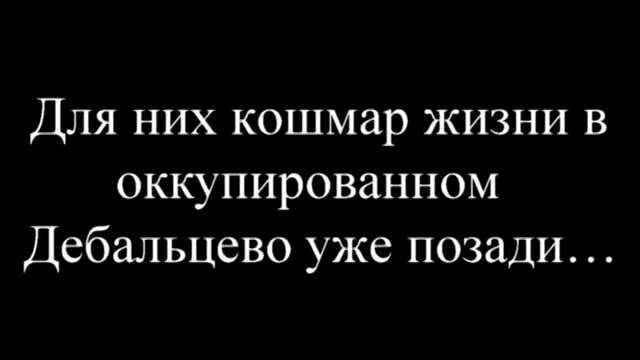 Для них кошмар жизни в
оккупированном
Дебальцево уже позади…